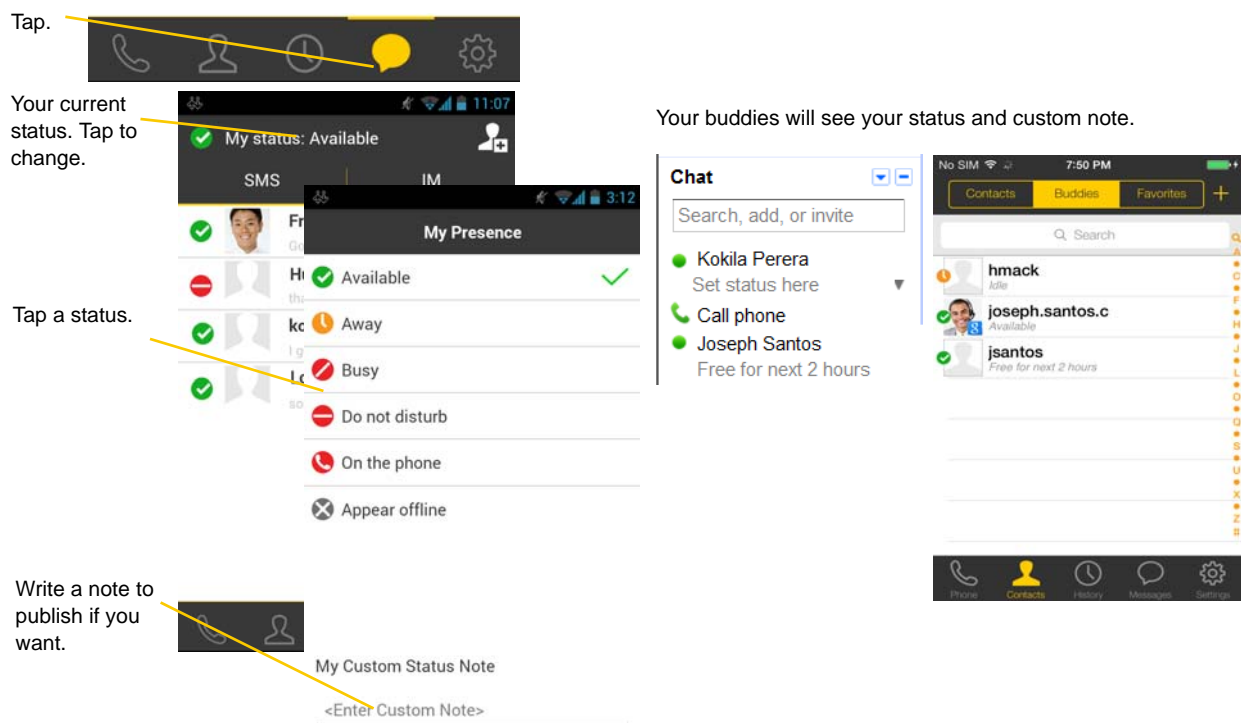 Tap.
Your current
status. Tap to
change.
11:07
My status: Available
SMS
IM
3:12
My Presence
Available
Away
Busy
Do not disturb
On the phone
Appear offline
Tap a status.
Write a note to
publish if you
want.
My Custom Status Note
<Enter Custom Note>
Your buddies will see your status and custom note.
Chat
Search, add, or invite
Kokila Perera
Set status here
Call phone
Joseph Santos
Free for next 2 hours
No SIM 7:50 PM
Contacts Buddies Favorites +
Search
hmack
Idle
joseph.santos.c
8
Available
jsantos
Free for next 2 hours
A
C
F
H
J
L
O
Q
S
U
X
Z
#
Phone Contacts History Messages Settings